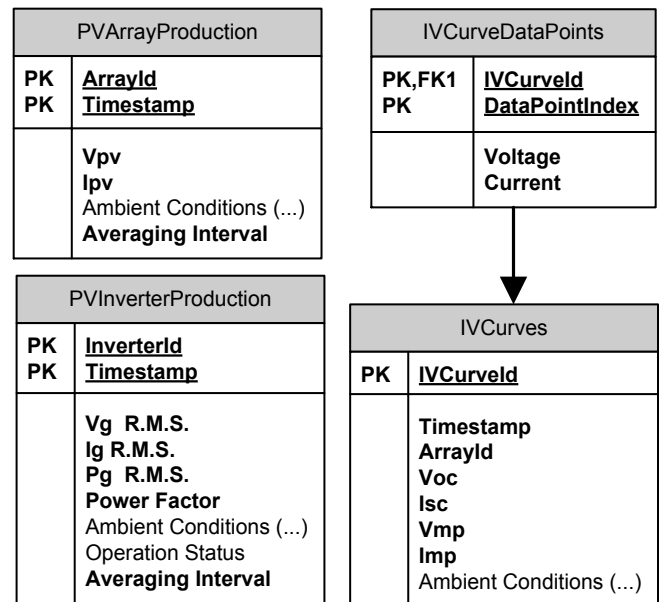 PVArrayProduction
PK ArrayId
PK Timestamp
Vpv
Ipv
Ambient Conditions (...)
Averaging Interval
IVCurveDataPoints
PK,FK1 IVCurveId
PK DataPointIndex
Voltage
Current
PVInverterProduction
PK InverterId
PK Timestamp
Vg R.M.S.
Ig R.M.S.
Pg R.M.S.
Power Factor
Ambient Conditions (...)
Operation Status
Averaging Interval
IVCurves
PK IVCurveId
Timestamp
ArrayId
Voc
Isc
Vmp
Imp
Ambient Conditions (...)